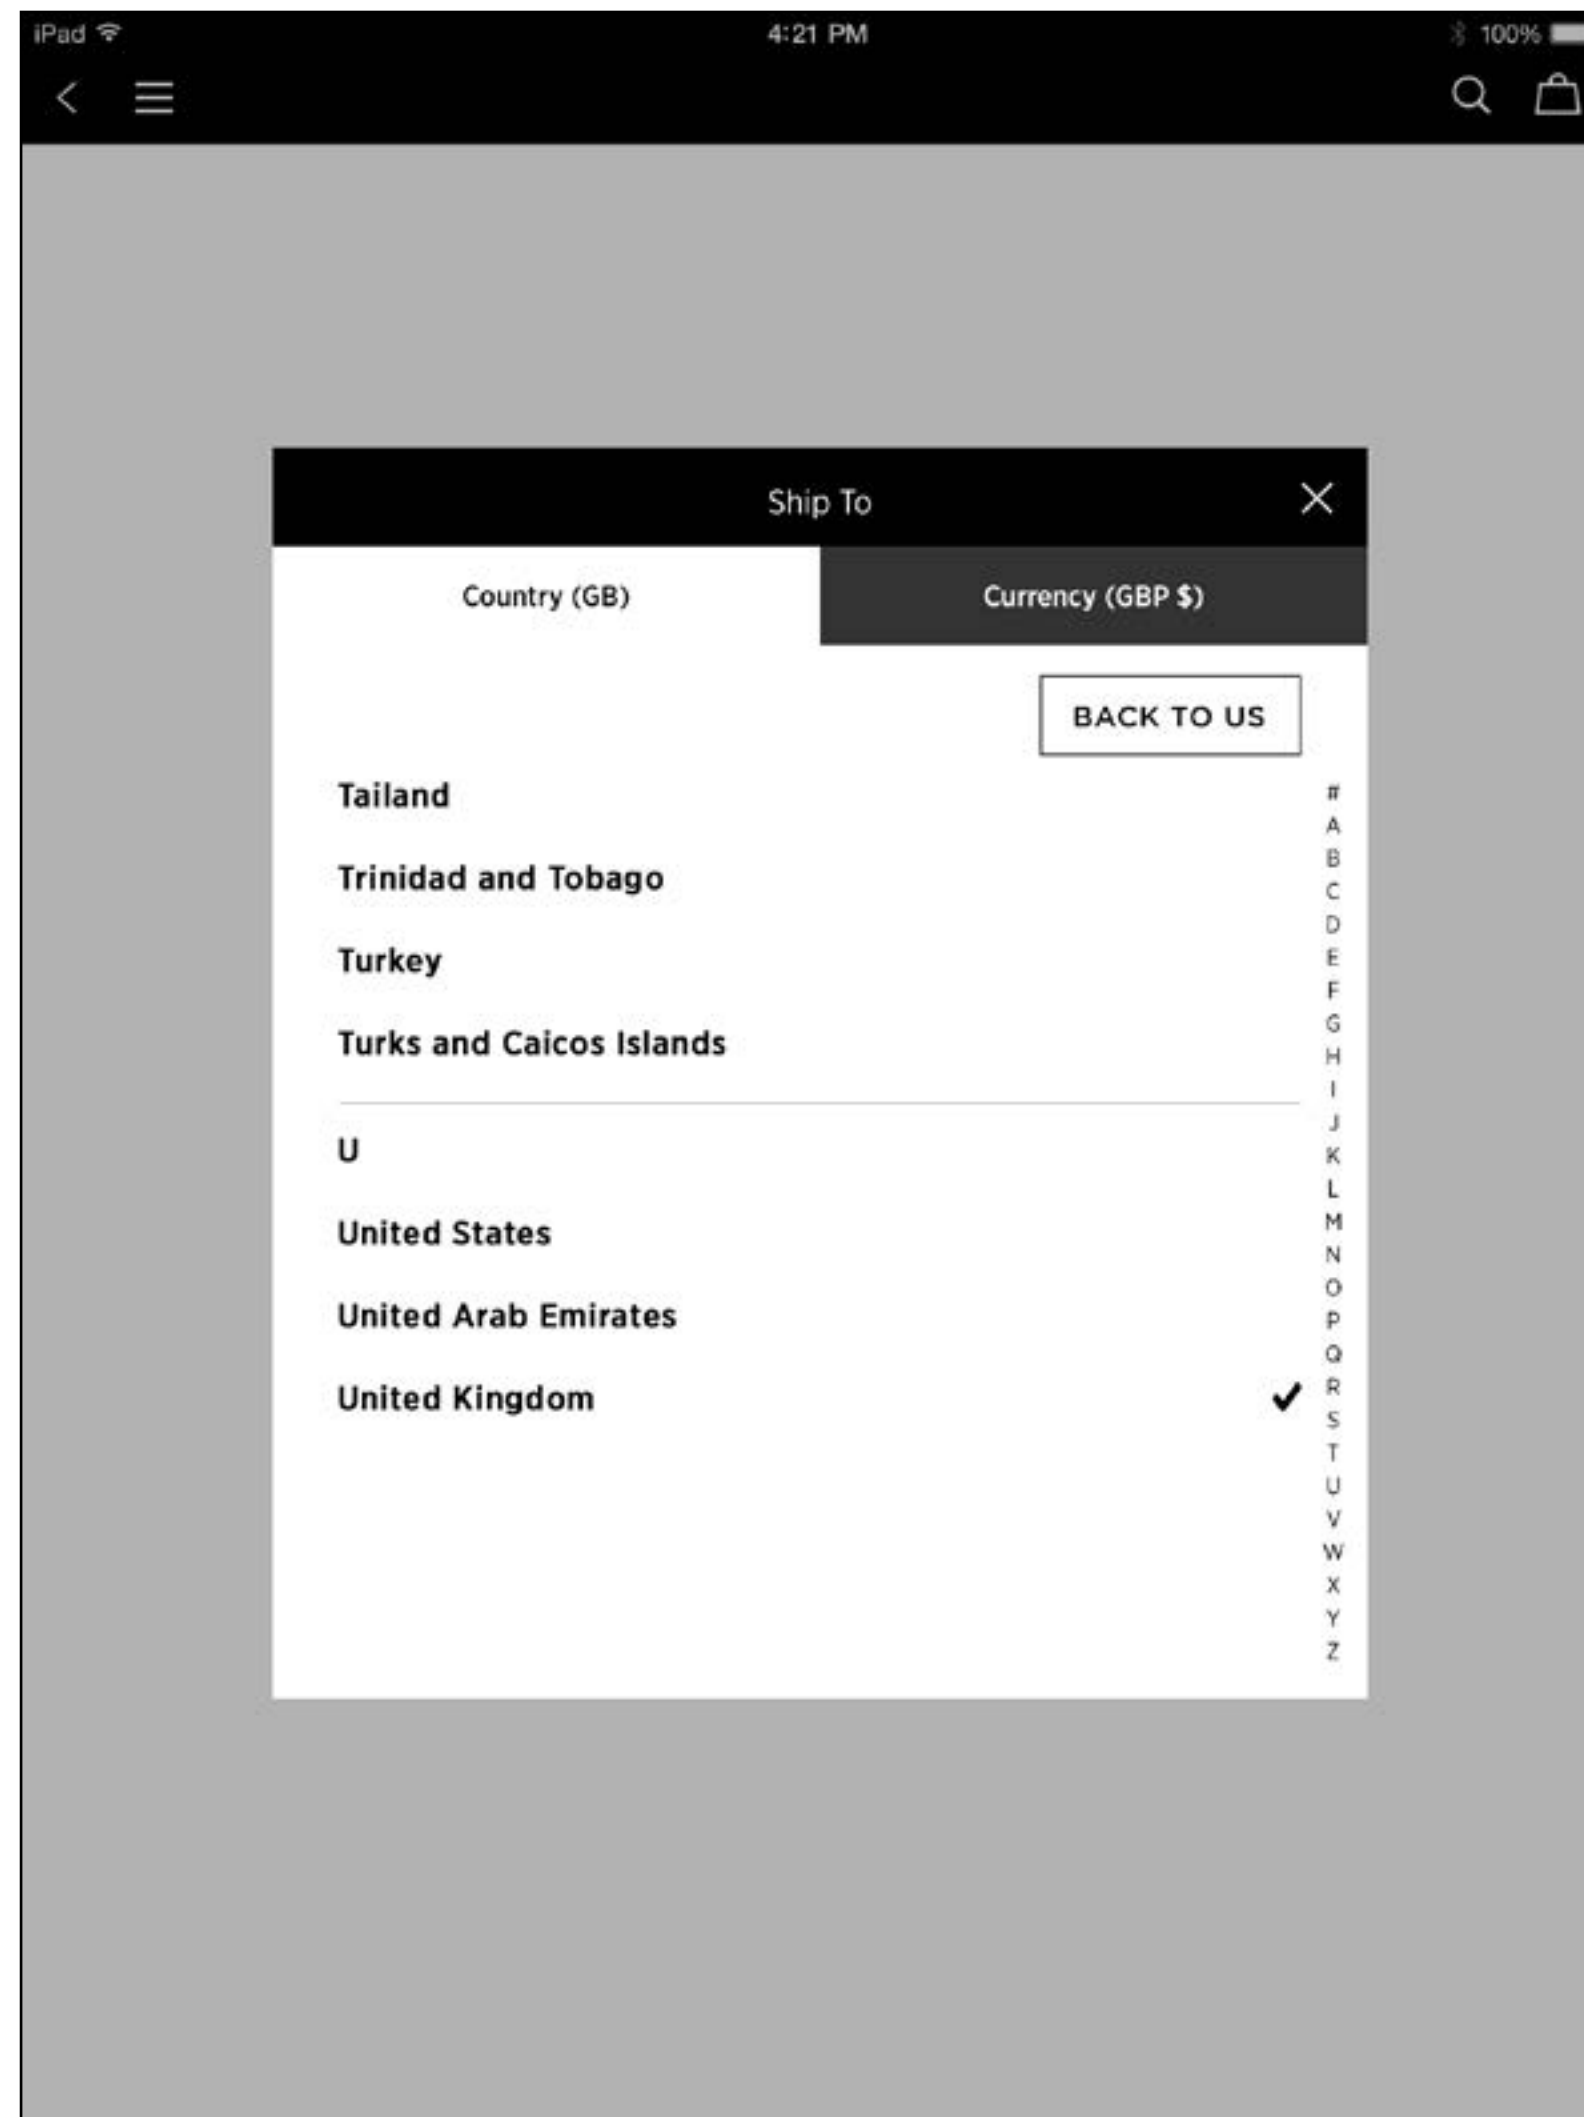 iPad
4:21 PM
100%
Ship To
Country (GB)
Currency (GBP $)
BACK TO US
Tailand
Trinidad and Tobago
Turkey
Turks and Caicos Islands
U
United States
United Arab Emirates
United Kingdom
#
A
B
C
D
E
F
G
H
I
J
K
L
M
N
O
P
Q
R
S
T
U
V
W
X
Y
Z